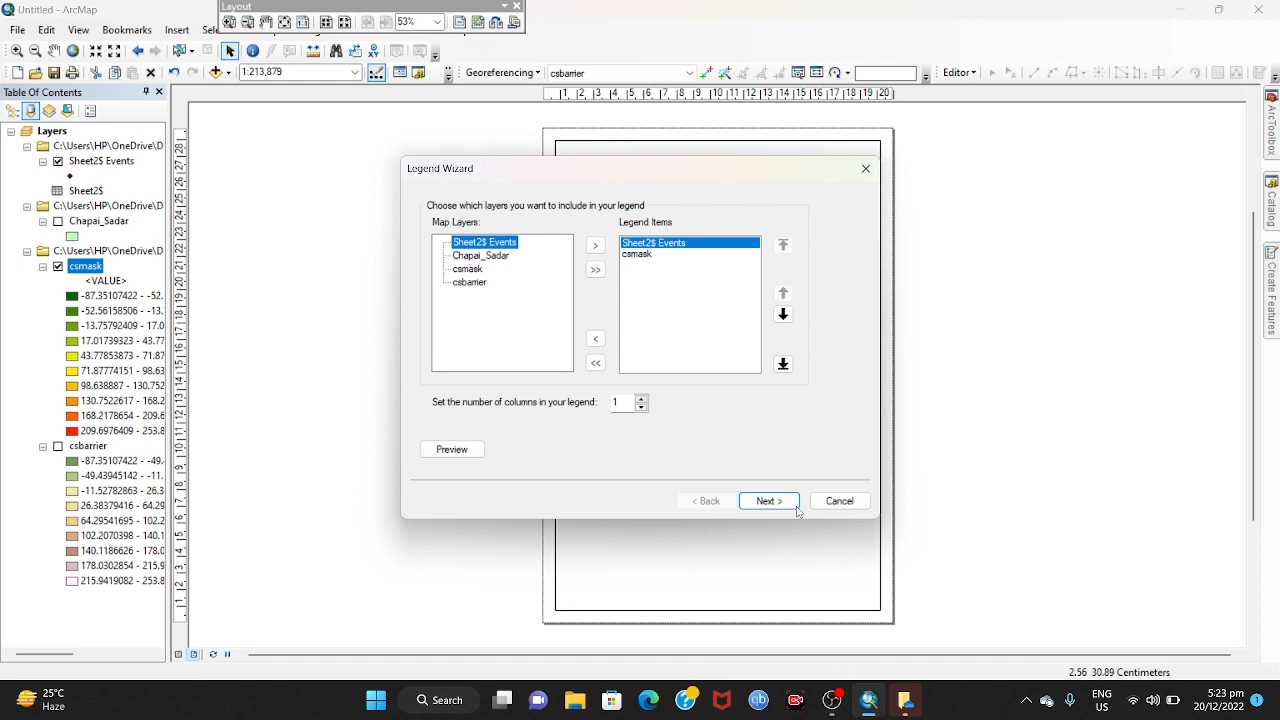 Untitled - ArcMap
Layout
File Edit View Bookmarks Insert Sele
53%
1:213,879
Georeferencing
csbarrier
Editor
Table Of Contents
Layers
C:\Users\HP\OneDrive\D
Sheet2$ Events
Sheet2$
C:\Users\HP\OneDrive\D
Chapai_Sadar
C:\Users\HP\OneDrive\D
csmask
<VALUE>
-87.35107422 - -52.
-52.56158506 - -13.
-13.75792409 - 17.0
17.01739323 - 43.77
43.77853873 - 71.87
71.87774151 - 98.63
98.638887 - 130.752
130.7522617 - 168.2
168.2178654 - 209.6
209.6976409 - 253.8
csbarrier
-87.35107422 - -49.
-49.43945142 - -11.
-11.52782863 - 26.3
26.38379416 - 64.29
64.29541695 - 102.2
102.2070398 - 140.1
140.1186626 - 178.0
178.0302854 - 215.9
215.9419082 - 253.8
Legend Wizard
Choose which layers you want to include in your legend
Map Layers:
Legend Items
Sheet2$ Events
Chapai_Sadar
csmask
csbarrier
>
>>
<
<<
Sheet2$ Events
csmask
Set the number of columns in your legend: 1
Preview
< Back Next > Cancel
ArcToolbox
Catalog
Create Features
2.56 30.89 Centimeters
25°C
Haze
Search
ENG
US
5:23 pm
20/12/2022
1